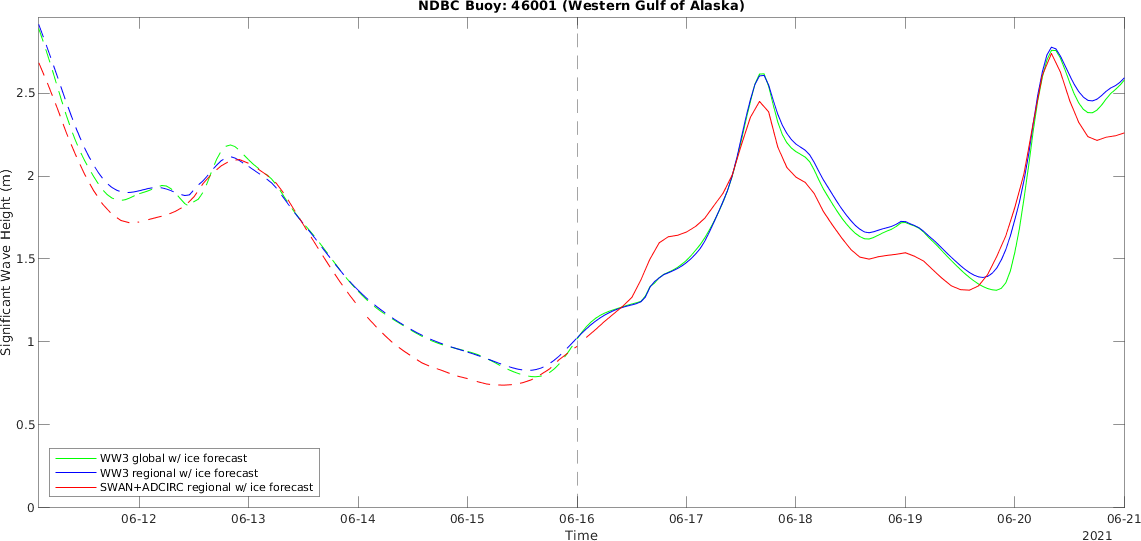 NDBC Buoy: 46001 (Western Gulf of Alaska)
Significant Wave Height (m)
2.5
2
1.5
1
0.5
0
WW3 global w/ ice forecast
WW3 regional w/ ice forecast
SWAN+ADCIRC regional w/ ice forecast
06-12 06-13 06-14 06-15 06-16 06-17 06-18 06-19 06-20 06-21
Time
2021